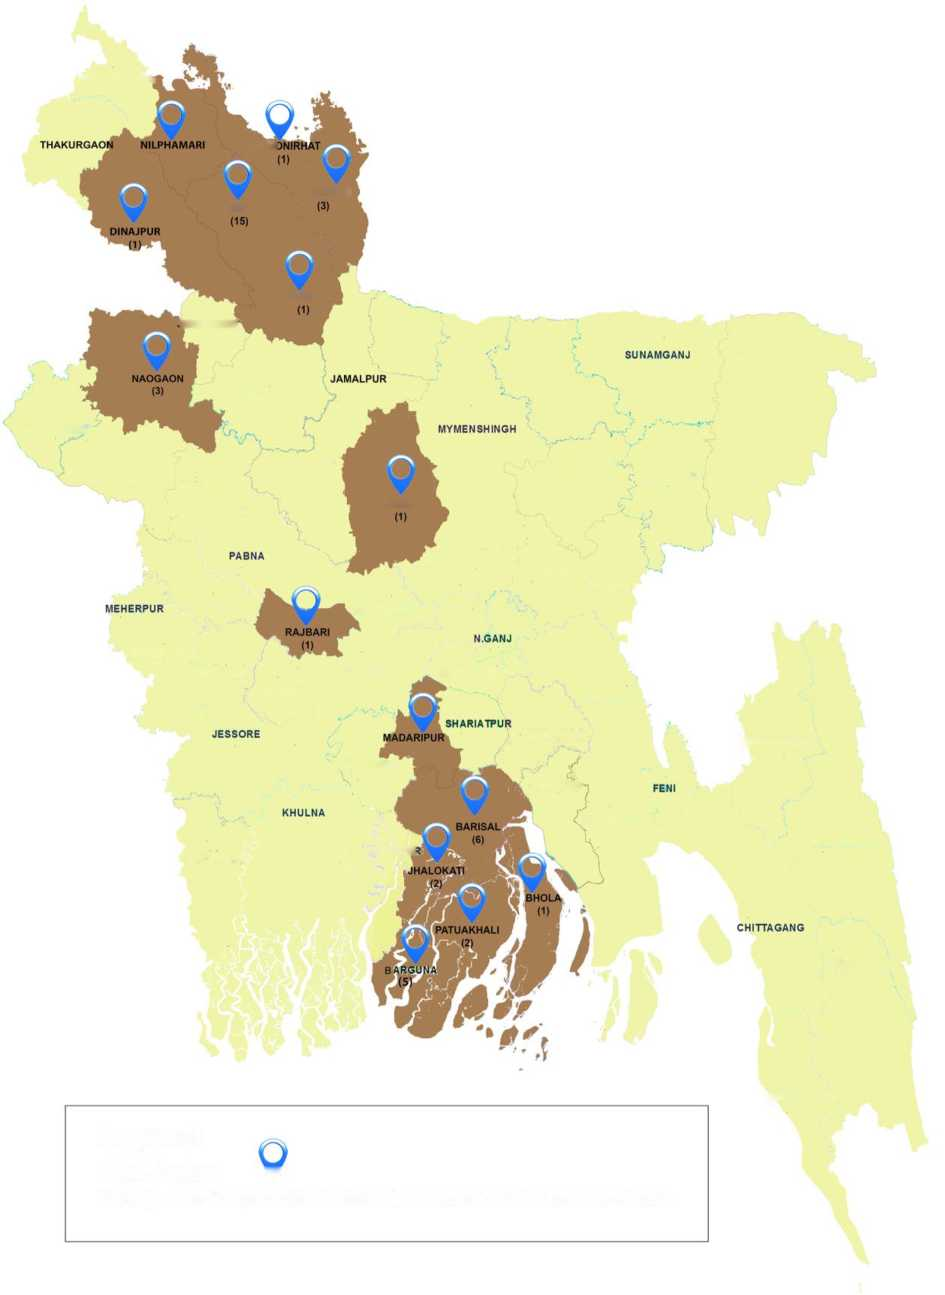 THAKURGAON
NILPHAMARI
ONIRHAT
(1)
(3)
(15)
DINAJPUR
(1)
(1)
NAOGAON
(3)
JAMALPUR
SUNAMGANJ
MYMENSHINGH
(1)
PABNA
MEHERPUR
RAJBARI
(1)
N.GANJ
SHARIATPUR
JESSORE
MADARIPUR
FENI
KHULNA
BARISAL
(6)
R
JHALOKATI
(2)
BHOLA
(1)
PATUAKHALI
(2)
CHITTAGANG
BARGUNA
(5)